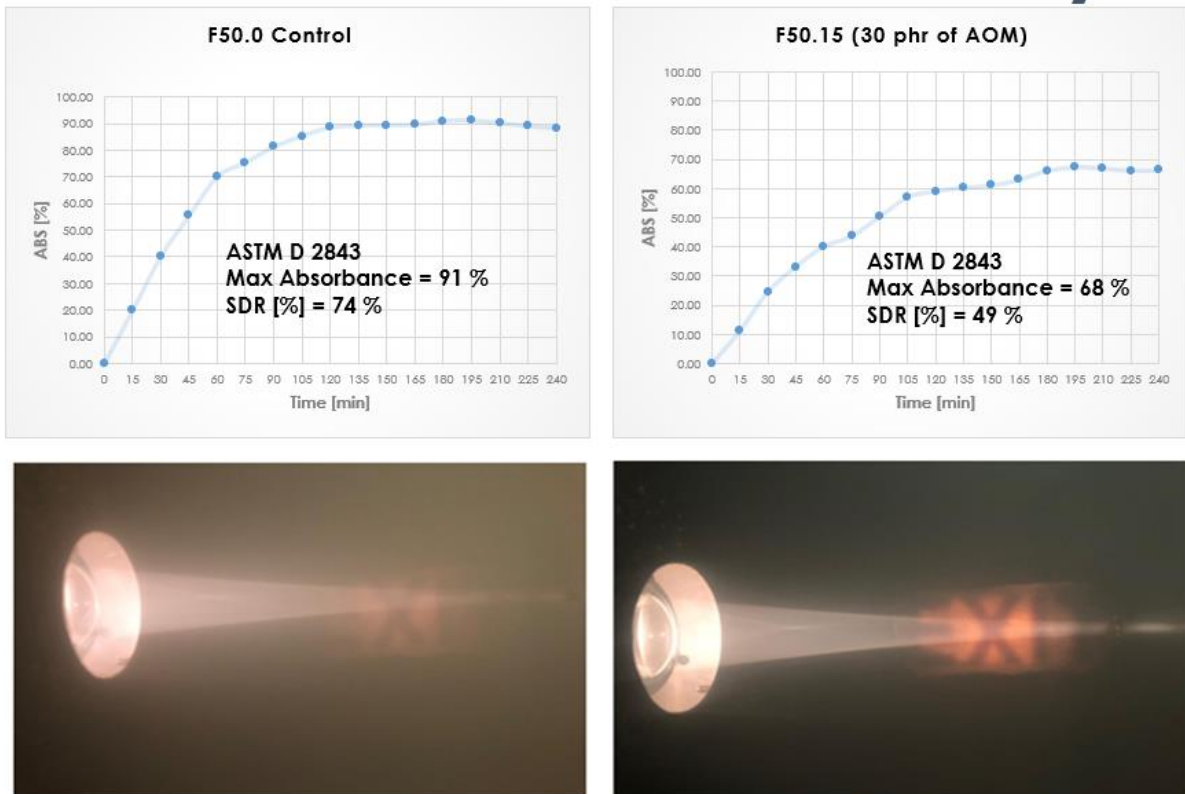 F50.0 Control
100.00
90.00
80.00
70.00
60.00
50.00
40.00
30.00
20.00
10.00
0.00
ABS [%]
ASTM D 2843
Max Absorbance = 91 %
SDR [%] = 74 %
0 15 30 45 60 75 90 105 120 135 150 165 180 195 210 225 240
Time [min]
F50.15 (30 phr of AOM)
100.00
90.00
80.00
70.00
60.00
50.00
40.00
30.00
20.00
10.00
0.00
ABS [%]
ASTM D 2843
Max Absorbance = 68 %
SDR [%] = 49 %
0 15 30 45 60 75 90 105 120 135 150 165 180 195 210 225 240
Time [min]